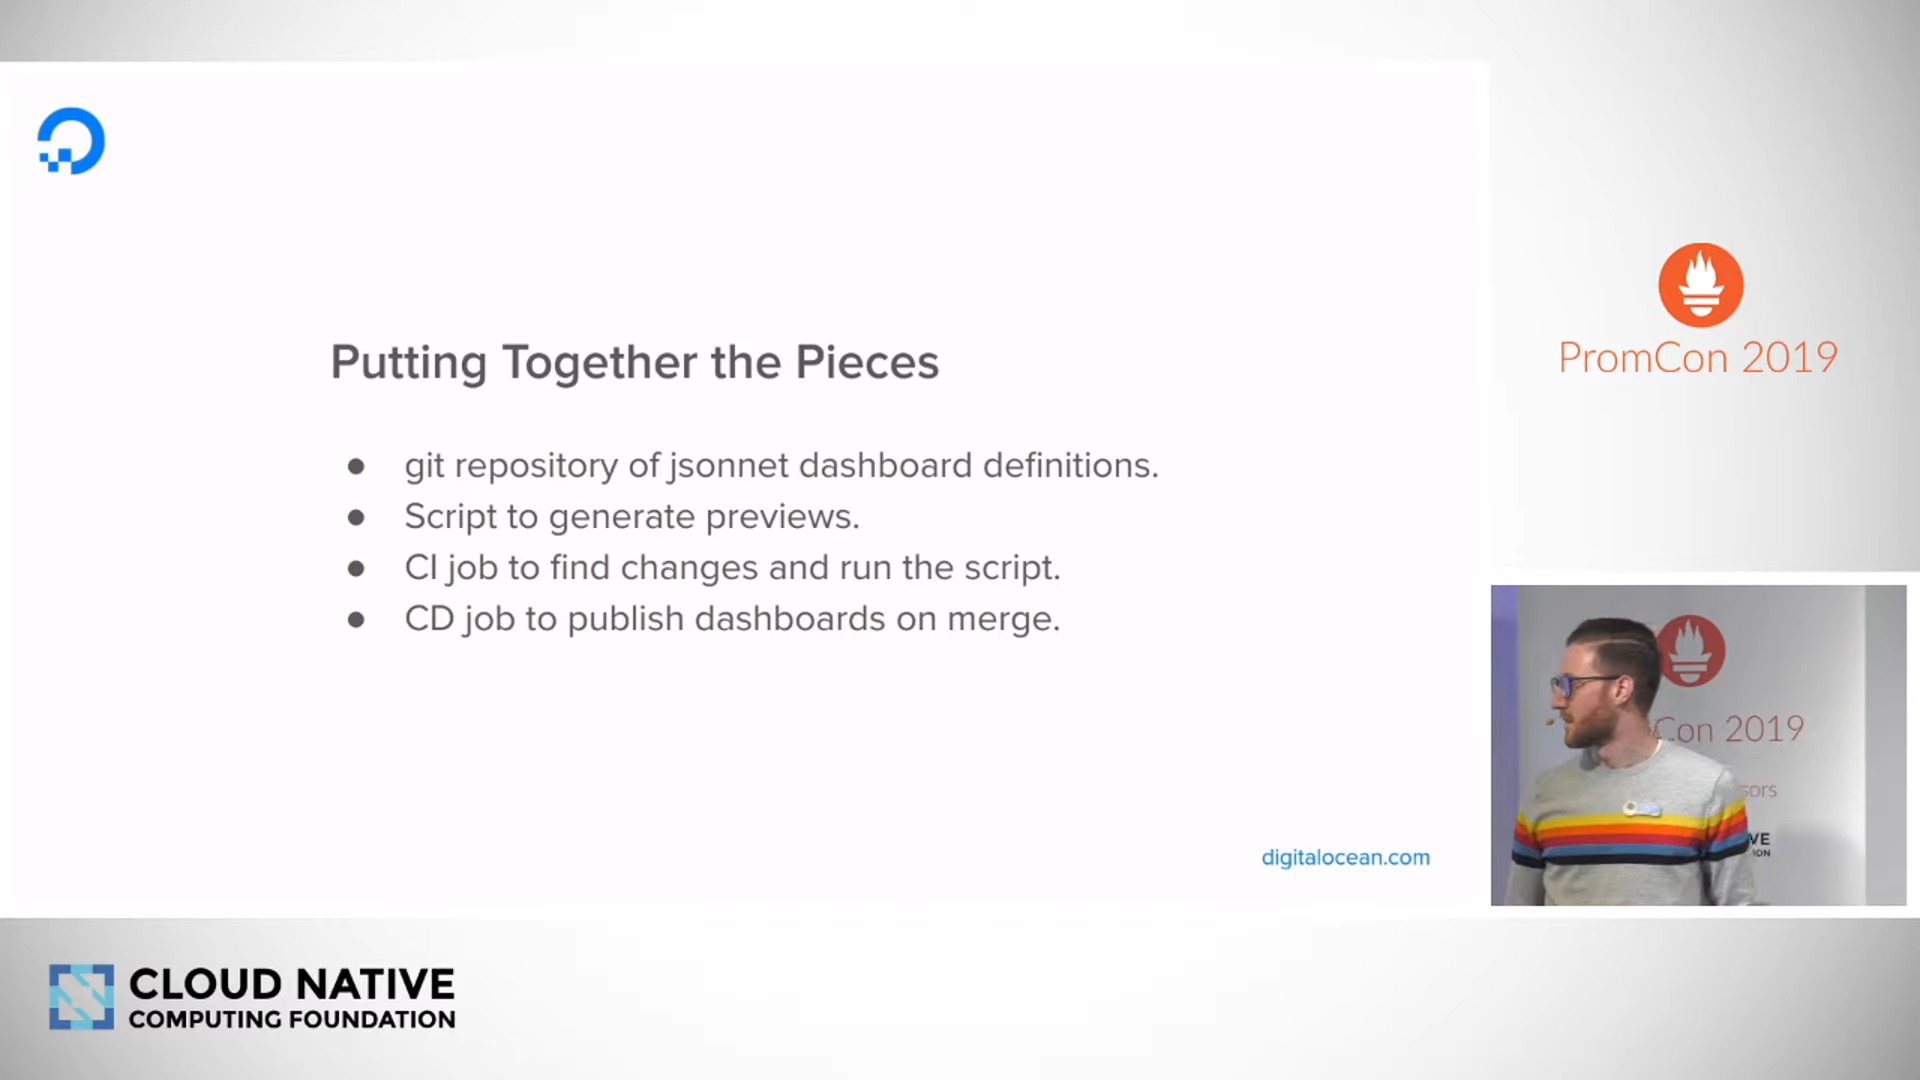 Putting Together the Pieces
● git repository of jsonnet dashboard definitions.
● Script to generate previews.
● CI job to find changes and run the script.
● CD job to publish dashboards on merge.
digitalocean.com
PromCon 2019
Con 2019
sors
VE
ION
CLOUD NATIVE
COMPUTING FOUNDATION